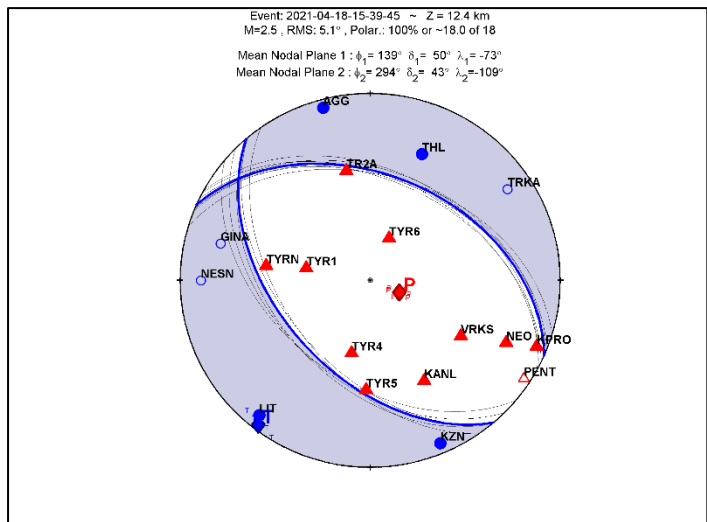 Event: 2021-04-18-15-39-45 ~ Z = 12.4 km
M=2.5 , RMS: 5.1° , Polar.: 100% or ~18.0 of 18
Mean Nodal Plane 1 : ϕ₁= 139° δ₁= 50° λ₁= -73°
Mean Nodal Plane 2 : ϕ₂= 294° δ₂= 43° λ₂=-109°
AGG
THL
TR2A
TRKA
TYR6
GINA
TYRN
TYR1
NESN
P
VRKS
NEO
KPRO
TYR4
PENT
KANL
TYR5
LIT
T
KZN